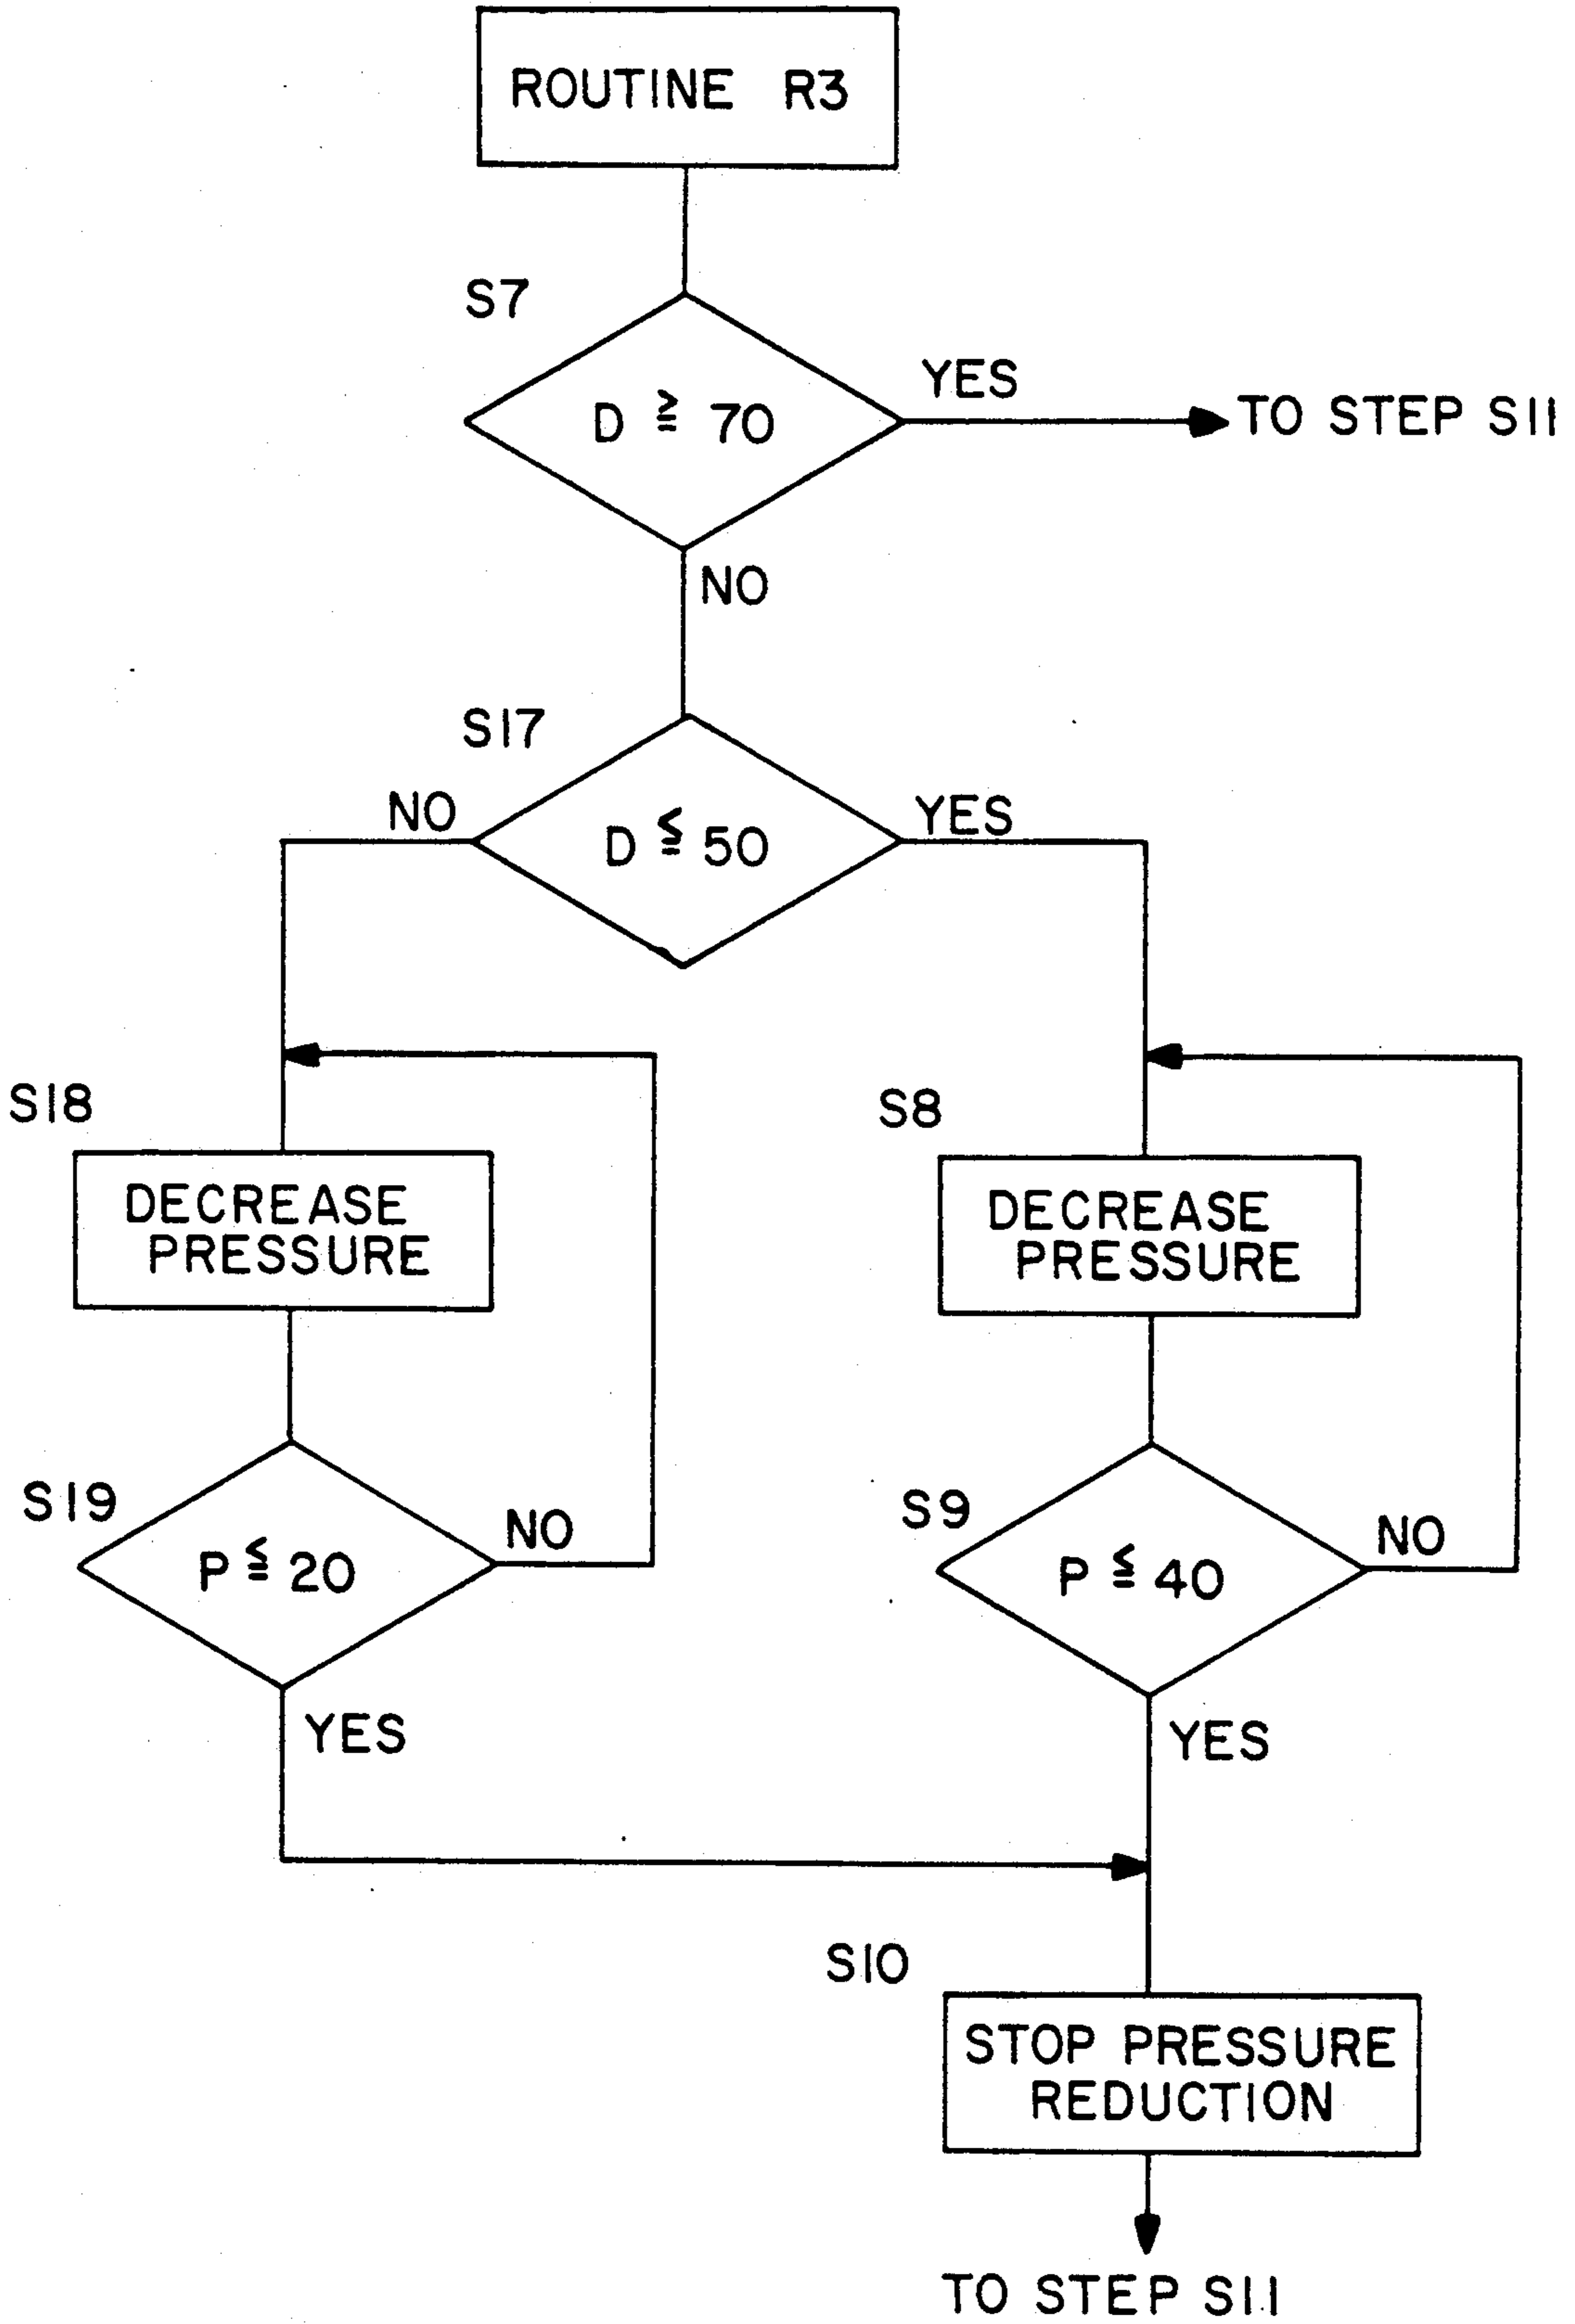 ROUTINE R3
S7
D ≧ 70
YES
TO STEP S11
NO
S17
NO
D ≦ 50
YES
S18
DECREASE
PRESSURE
S8
DECREASE
PRESSURE
S19
P ≦ 20
NO
S9
P ≦ 40
NO
YES
YES
S10
STOP PRESSURE
REDUCTION
TO STEP S11